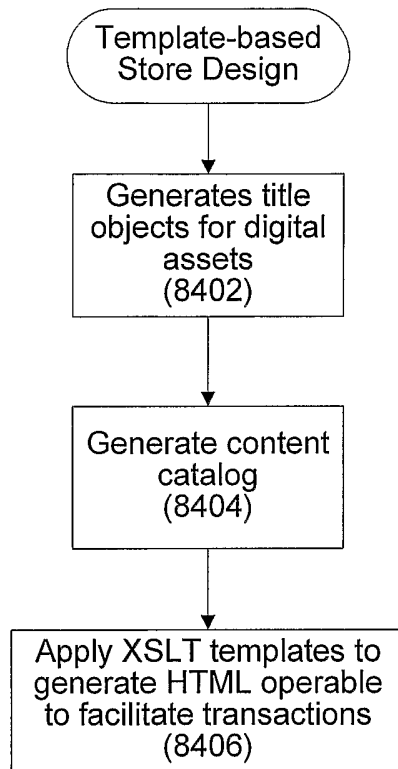 Template-based
Store Design
Generates title
objects for digital
assets
(8402)
Generate content
catalog
(8404)
Apply XSLT templates to
generate HTML operable
to facilitate transactions
(8406)